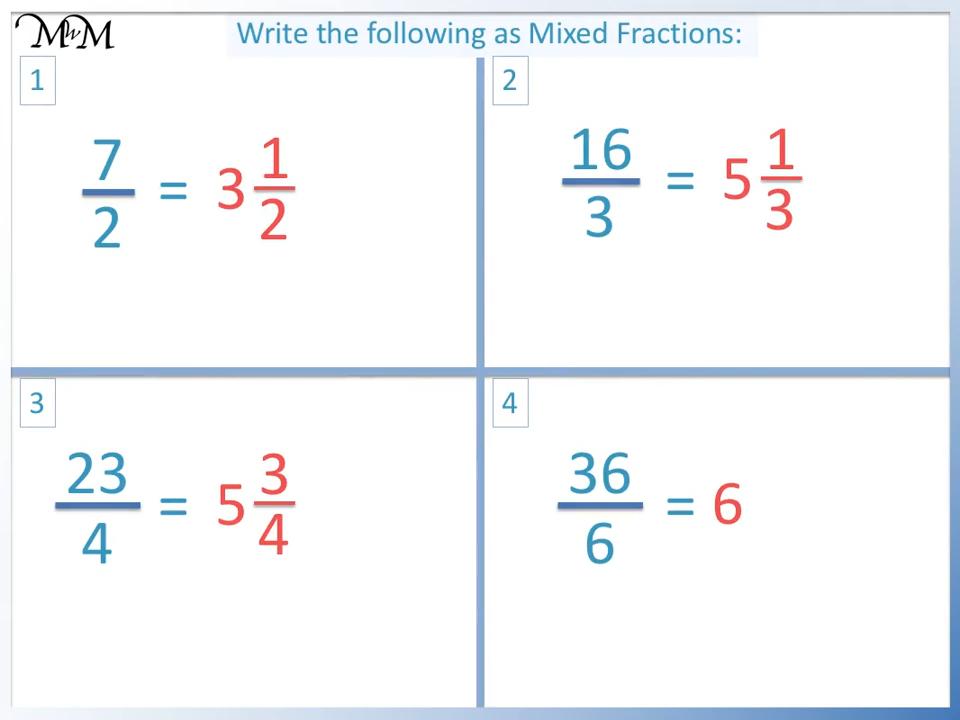 MwM
Write the following as Mixed Fractions:
1
7/2 = 3 1/2
2
16/3 = 5 1/3
3
23/4 = 5 3/4
4
36/6 = 6